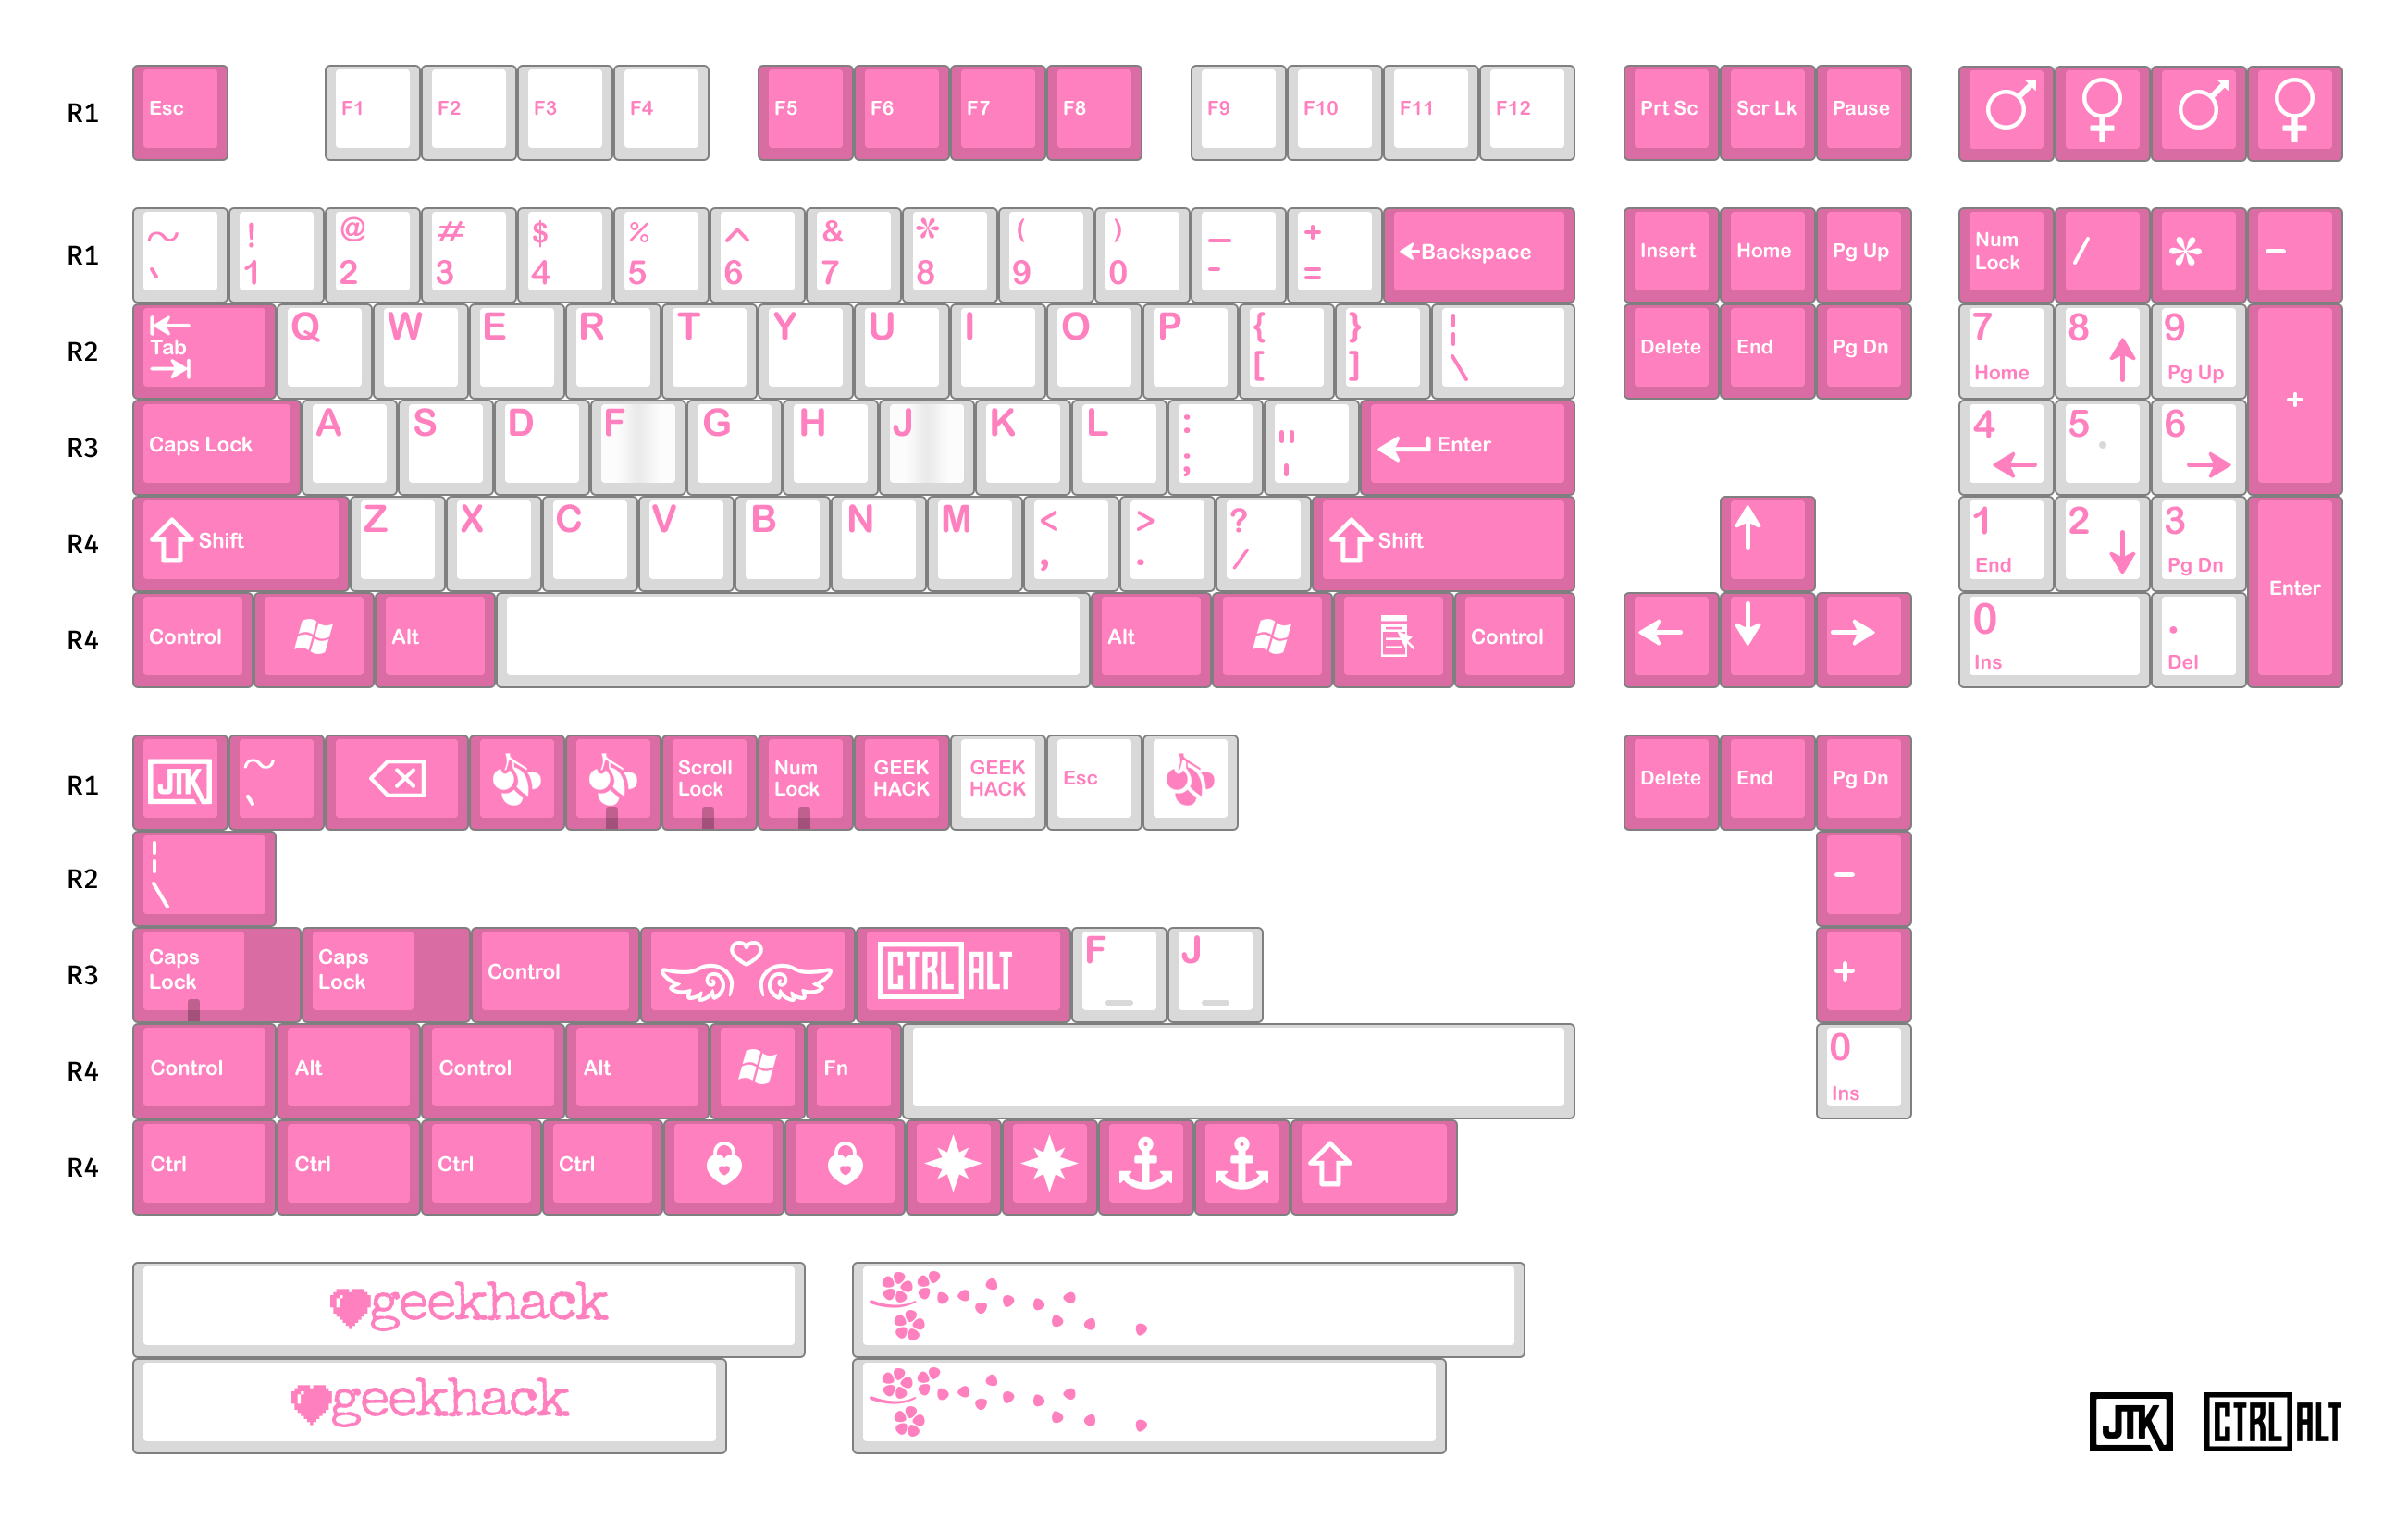 R1 Esc F1 F2 F3 F4 F5 F6 F7 F8 F9 F10 F11 F12 Prt Sc Scr Lk Pause
R1 ~ ` ! 1 @ 2 # 3 $ 4 % 5 ^ 6 & 7 * 8 ( 9 ) 0 _ - + = Backspace Insert Home Pg Up Num Lock / * -
R2 Tab Q W E R T Y U I O P { [ } ] ¦ \ Delete End Pg Dn 7 Home 8 9 Pg Up +
R3 Caps Lock A S D F G H J K L : ; " ' Enter 4 5 6
R4 Shift Z X C V B N M < , > . ? / Shift 1 End 2 3 Pg Dn Enter
R4 Control Alt Alt Control 0 Ins . Del
R1 JTK ~ ` Scroll Lock Num Lock GEEK HACK GEEK HACK Esc Delete End Pg Dn
R2 ¦ \ -
R3 Caps Lock Caps Lock Control CTRL ALT F J +
R4 Control Alt Control Alt Fn 0 Ins
R4 Ctrl Ctrl Ctrl Ctrl
geekhack
geekhack
JTK CTRL ALT